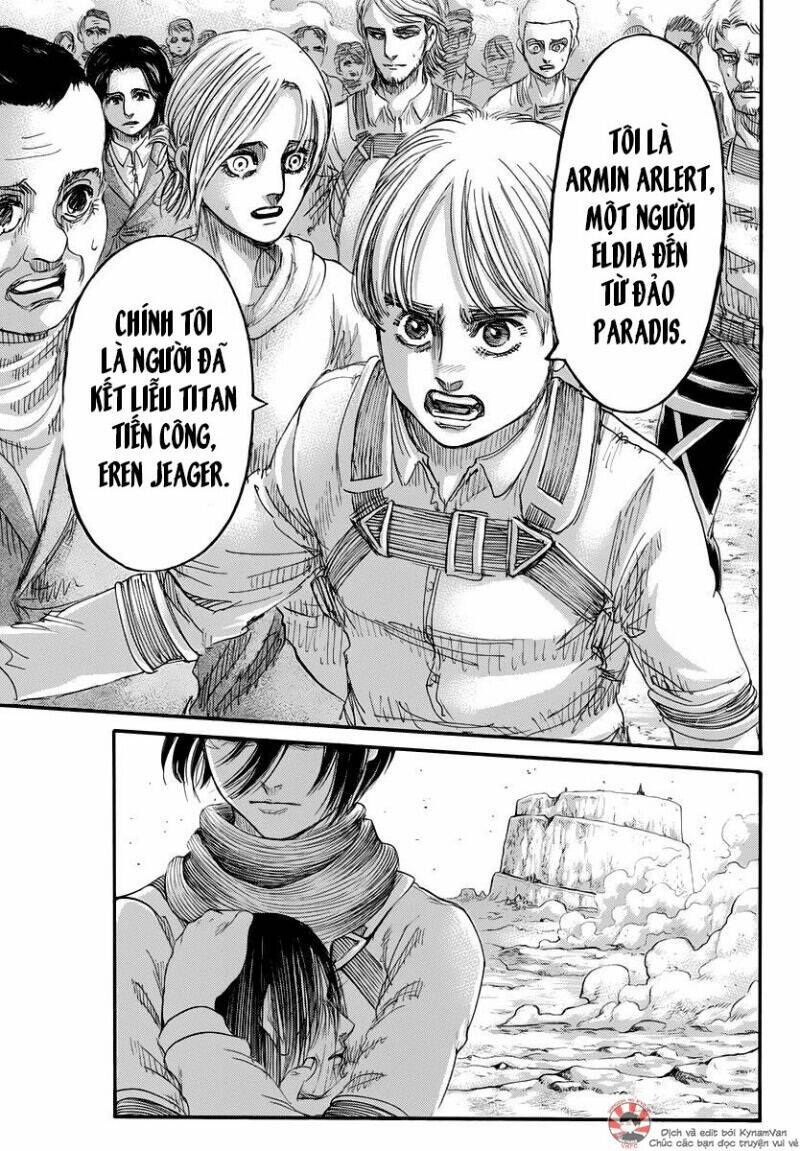 TÔI LÀ
ARMIN ARLERT,
MỘT NGƯỜI
ELDIA ĐẾN
TỪ ĐẢO
PARADIS.
CHÍNH TÔI
LÀ NGƯỜI ĐÃ
KẾT LIỄU TITAN
TIẾN CÔNG,
EREN JEAGER.
Dịch và edit bởi KynamVan
Chúc các bạn đọc truyện vui vẻ